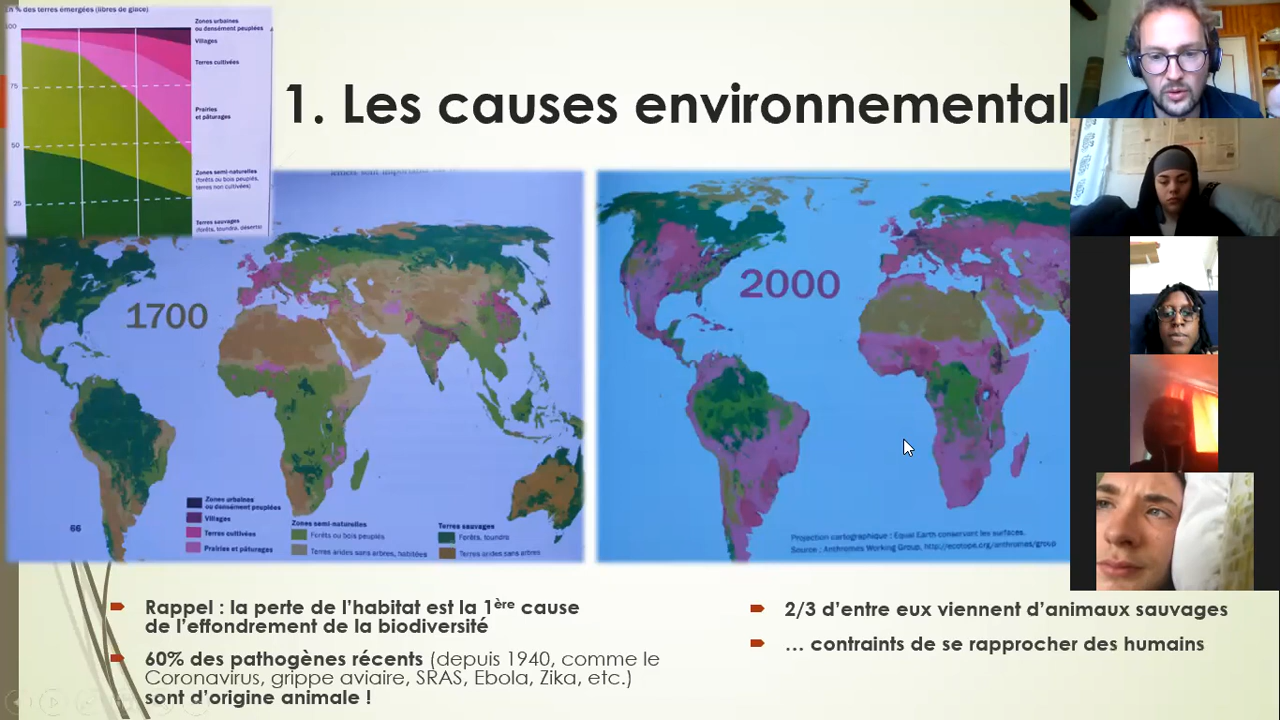 En % des terres émergées (libres de glace)
100
75
50
25
Zones urbaines
ou densément peuplées
Villages
Terres cultivées
Prairies
et pâturages
Zones semi-naturelles
(forêts ou bois peuplés,
terres non cultivées)
Terres sauvages
(forêts, toundra, déserts)
1. Les causes environnemental
1700
2000
66
Zones urbaines
ou densément peuplées
Villages
Terres cultivées
Prairies et pâturages
Zones semi-naturelles
Forêts ou bois peuplés
Terres arides sans arbres, habitées
Terres sauvages
Forêts, toundra
Terres arides sans arbres
Projection cartographique : Equal Earth conservant les surfaces.
Source : Anthromes Working Group, http://ecotope.org/anthromes/group
Rappel : la perte de l’habitat est la 1ère cause
de l’effondrement de la biodiversité
60% des pathogènes récents (depuis 1940, comme le
Coronavirus, grippe aviaire, SRAS, Ebola, Zika, etc.)
sont d’origine animale !
2/3 d’entre eux viennent d’animaux sauvages
… contraints de se rapprocher des humains